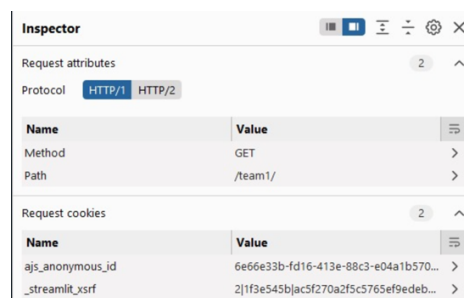 Inspector
Request attributes 2
Protocol HTTP/1 HTTP/2
Name Value
Method GET
Path /team1/
Request cookies 2
Name Value
ajs_anonymous_id 6e66e33b-fd16-413e-88c3-e04a1b570...
_streamlit_xsrf 2|1f3e545b|ac5f270a2f5c5765ef9edeb...